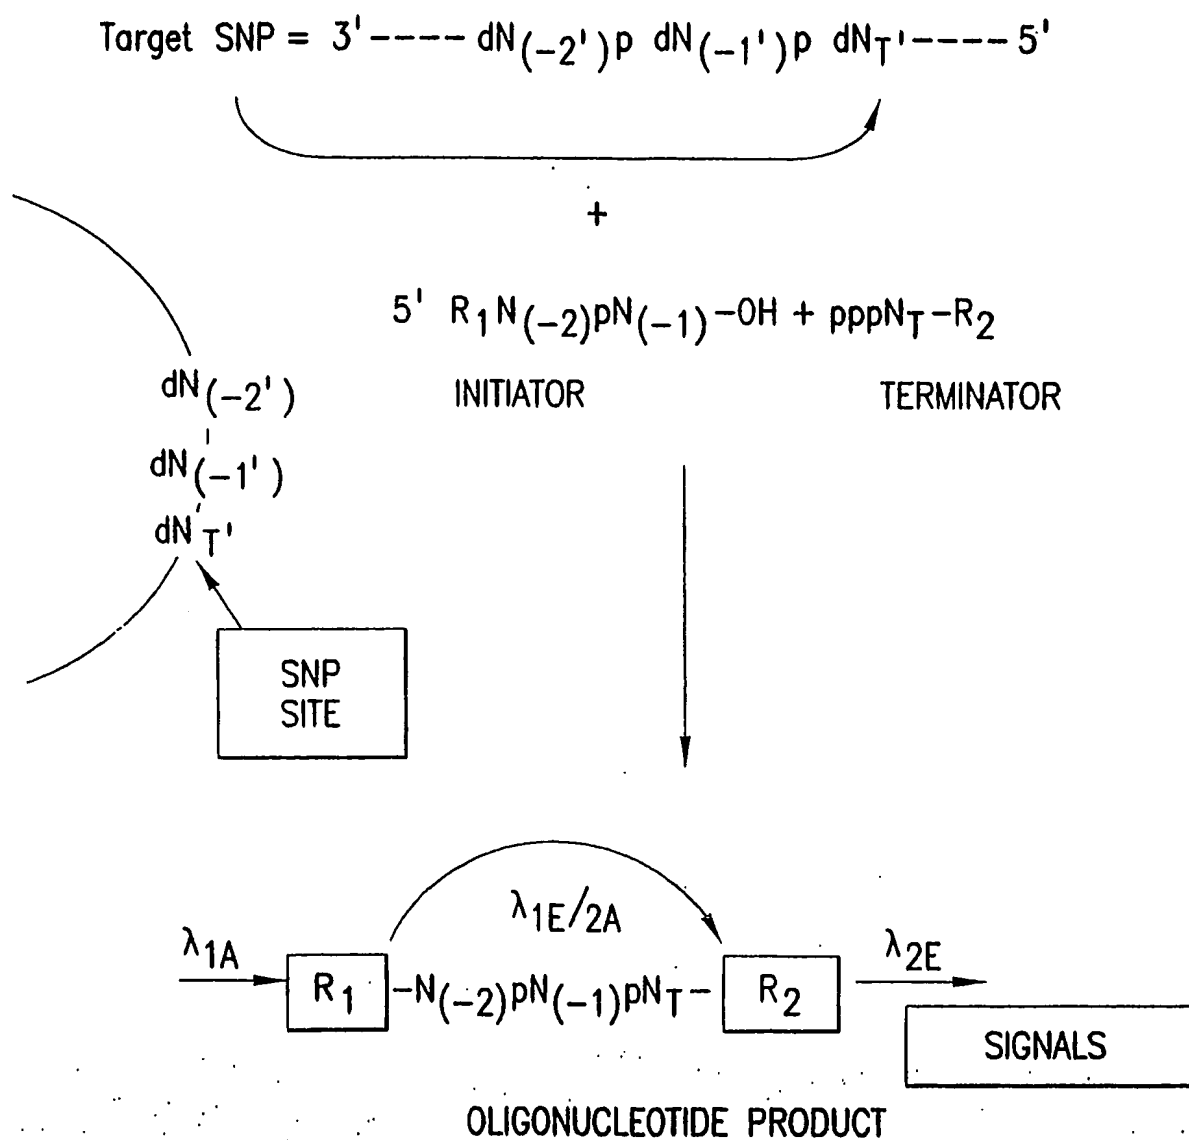 Target SNP = 3'---- dN(-2')p dN(-1')p dNT'----5'
+
5' R1N(-2)pN(-1)-OH + pppNT-R2
INITIATOR TERMINATOR
dN(-2')
dN(-1')
dNT'
SNP
SITE
λ1E/2A
λ1A
R1 -N(-2)pN(-1)pNT- R2
λ2E
SIGNALS
OLIGONUCLEOTIDE PRODUCT